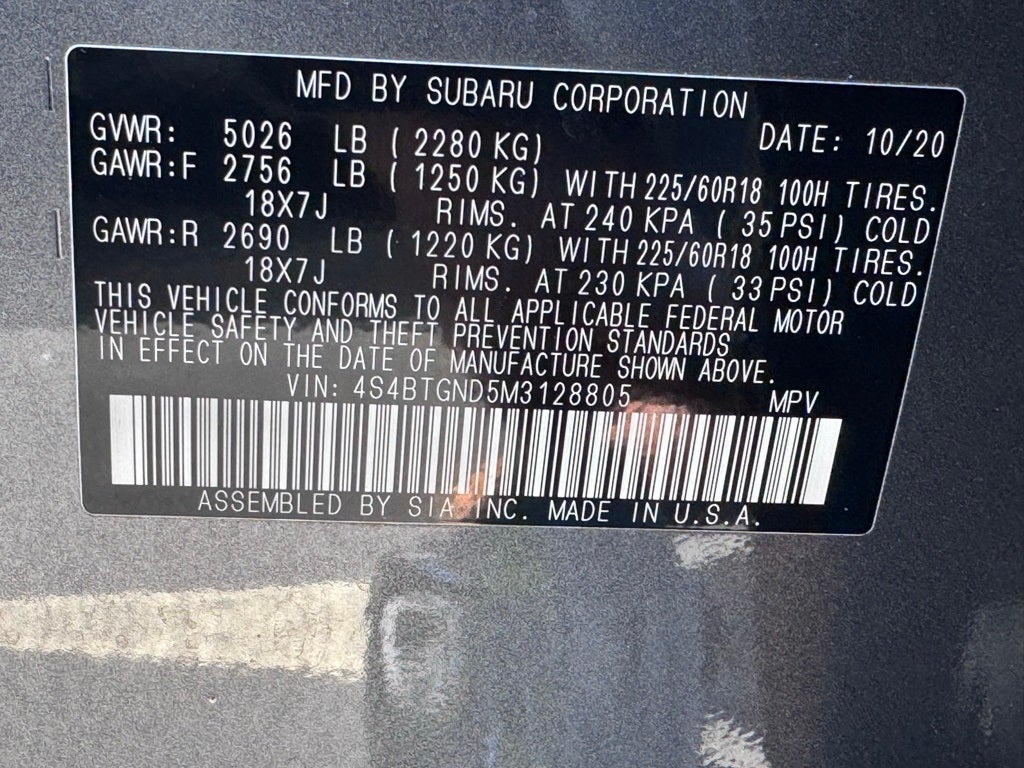 MFD BY SUBARU CORPORATION
GVWR: 5026 LB ( 2280 KG) DATE: 10/20
GAWR:F 2756 LB ( 1250 KG) WITH 225/60R18 100H TIRES.
18X7J RIMS. AT 240 KPA ( 35 PSI) COLD
GAWR:R 2690 LB ( 1220 KG) WITH 225/60R18 100H TIRES.
18X7J RIMS. AT 230 KPA ( 33 PSI) COLD
THIS VEHICLE CONFORMS TO ALL APPLICABLE FEDERAL MOTOR
VEHICLE SAFETY AND THEFT PREVENTION STANDARDS
IN EFFECT ON THE DATE OF MANUFACTURE SHOWN ABOVE.
VIN: 4S4BTGND5M3128805 MPV
ASSEMBLED BY SIA INC. MADE IN U.S.A.